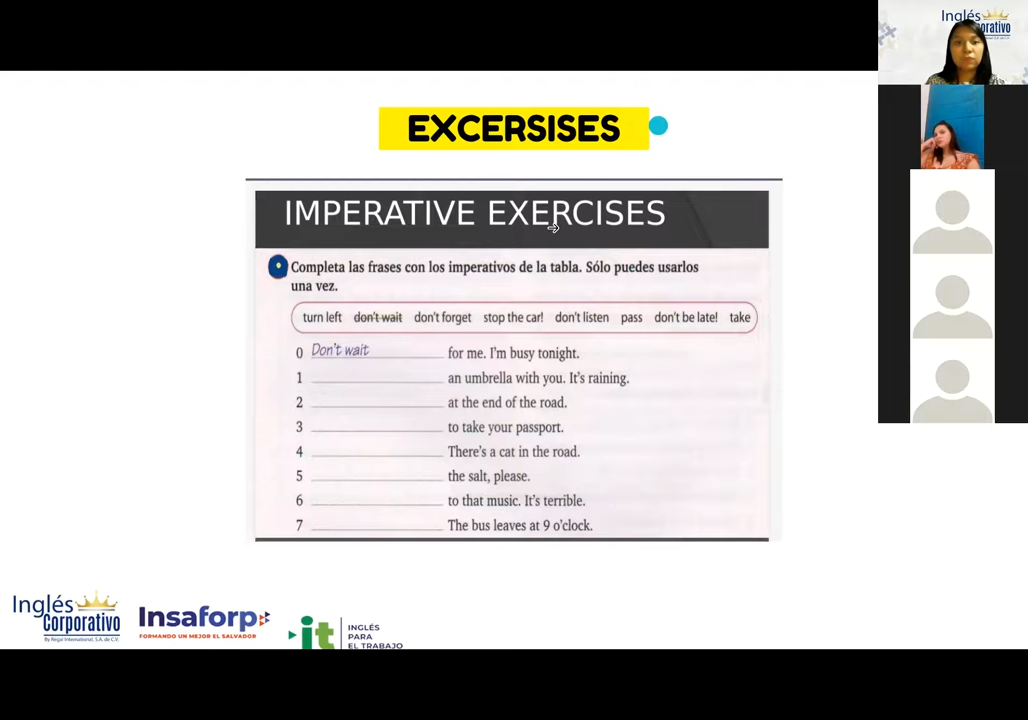 Inglés
EXCERSISES
IMPERATIVE EXERCISES
Completa las frases con los imperativos de la tabla. Sólo puedes usarlos
una vez.
turn left don't wait don't forget stop the car! don't listen pass don't be late! take
0 Don't wait for me. I'm busy tonight.
1 an umbrella with you. It's raining.
2 at the end of the road.
3 to take your passport.
4 There's a cat in the road.
5 the salt, please.
6 to that music. It's terrible.
7 The bus leaves at 9 o'clock.
Inglés
Corporativo
By Regal International, S.A. de C.V.
Insaforp
FORMANDO UN MEJOR EL SALVADOR
it
INGLÉS
PARA
EL TRABAJO